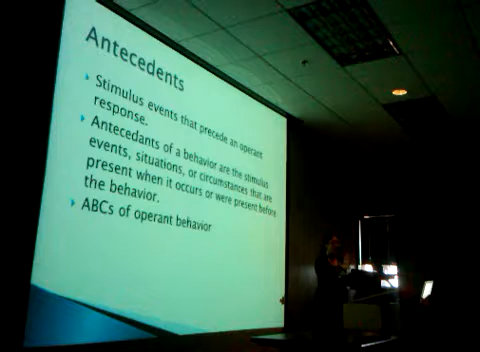 Antecedents
Stimulus events that precede an operant
response.
Antecedants of a behavior are the stimulus
events, situations, or circumstances that are
present when it occurs or were present before
the behavior.
ABCs of operant behavior